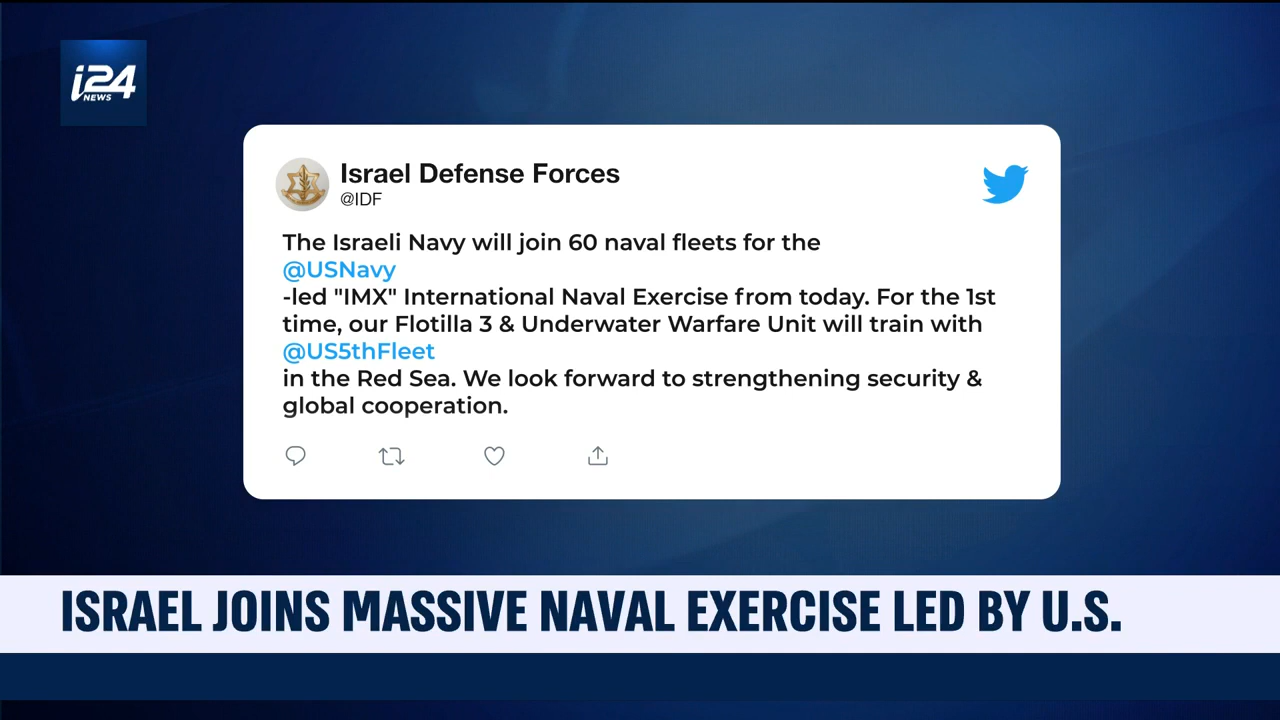 i24
NEWS
Israel Defense Forces
@IDF
The Israeli Navy will join 60 naval fleets for the
@USNavy
-led "IMX" International Naval Exercise from today. For the 1st
time, our Flotilla 3 & Underwater Warfare Unit will train with
@US5thFleet
in the Red Sea. We look forward to strengthening security &
global cooperation.
ISRAEL JOINS MASSIVE NAVAL EXERCISE LED BY U.S.